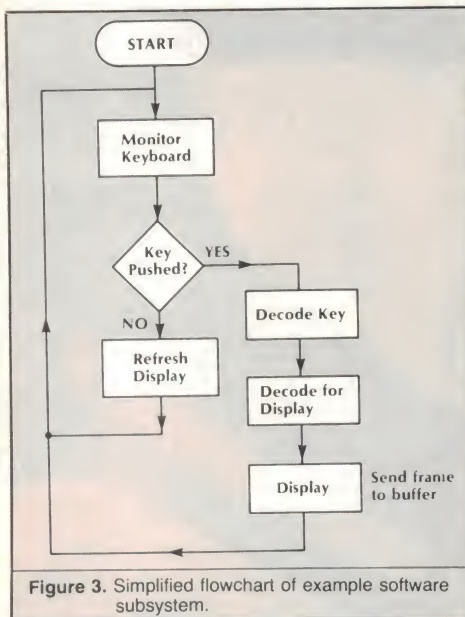 START
Monitor
Keyboard
Key
Pushed?
YES
NO
Decode Key
Refresh
Display
Decode for
Display
Display
Send frame
to buffer
Figure 3. Simplified flowchart of example software
subsystem.